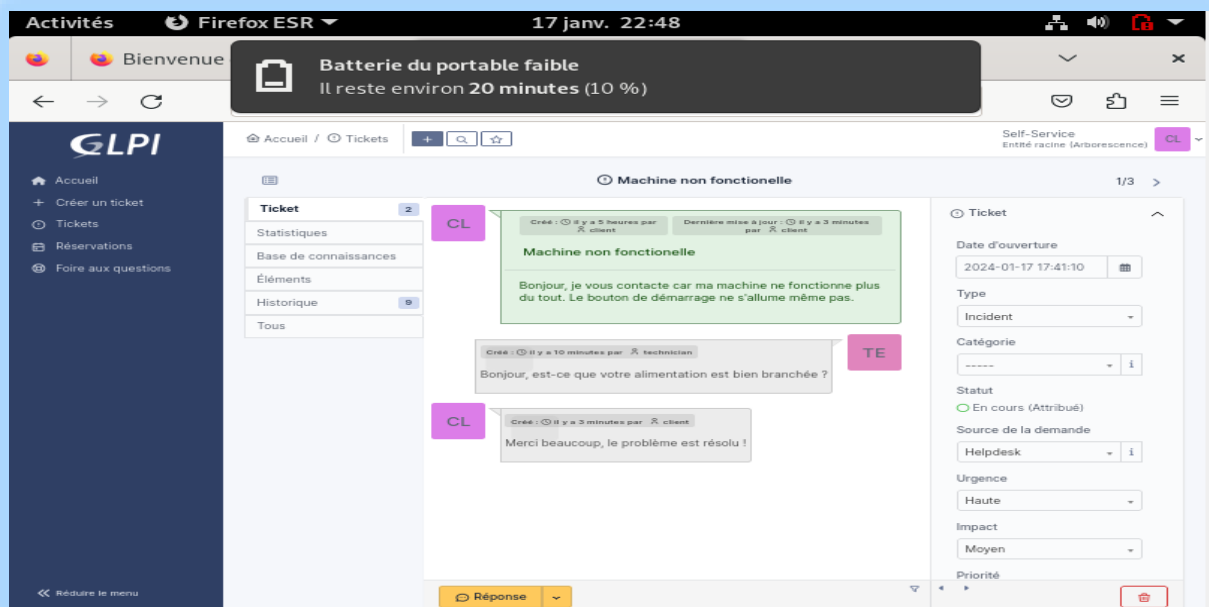 Activités Firefox ESR 17 janv. 22:48
Bienvenue
Batterie du portable faible
Il reste environ 20 minutes (10 %)
GLPI
Accueil / Tickets
Self-Service
Entité racine (Arborescence)
CL
Accueil
Créer un ticket
Tickets
Réservations
Foire aux questions
Réduire le menu
Machine non fonctionelle
1/3
Ticket 2
Statistiques
Base de connaissances
Éléments
Historique 9
Tous
CL
Créé : il y a 5 heures par client
Dernière mise à jour : il y a 3 minutes par client
Machine non fonctionelle
Bonjour, je vous contacte car ma machine ne fonctionne plus
du tout. Le bouton de démarrage ne s'allume même pas.
Créé : il y a 10 minutes par technician
TE
Bonjour, est-ce que votre alimentation est bien branchée ?
CL
Créé : il y a 3 minutes par client
Merci beaucoup, le problème est résolu !
Réponse
Ticket
Date d'ouverture
2024-01-17 17:41:10
Type
Incident
Catégorie
----- i
Statut
En cours (Attribué)
Source de la demande
Helpdesk i
Urgence
Haute
Impact
Moyen
Priorité